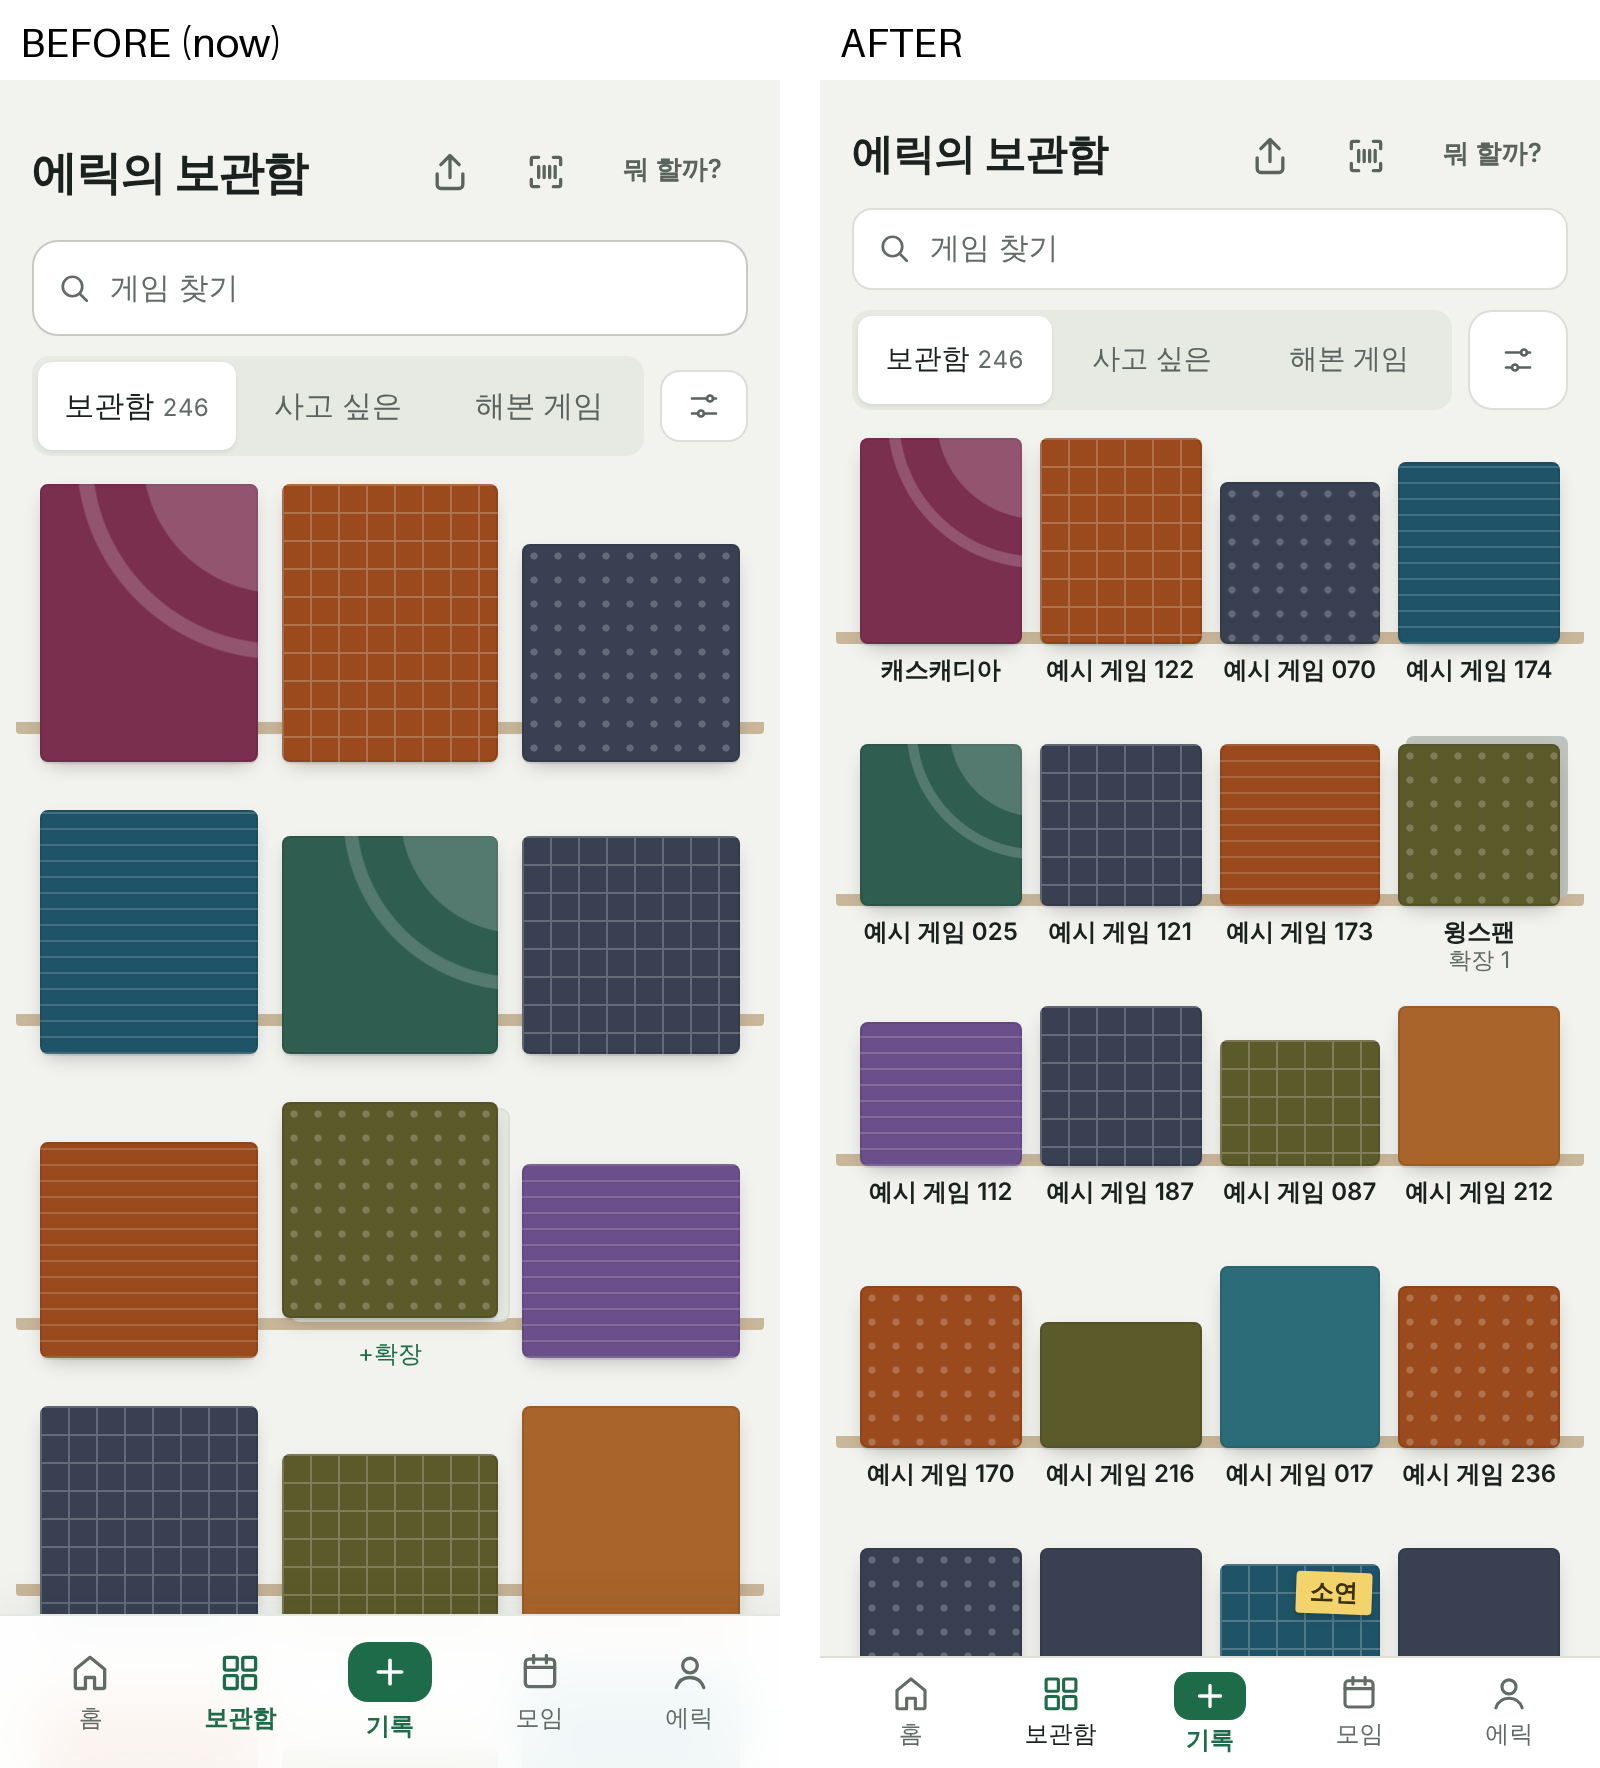 BEFORE (now)
에릭의 보관함
뭐 할까?
게임 찾기
보관함 246
사고 싶은
해본 게임
+확장
홈
보관함
기록
모임
에릭
AFTER
에릭의 보관함
뭐 할까?
게임 찾기
보관함 246
사고 싶은
해본 게임
캐스캐디아
예시 게임 122
예시 게임 070
예시 게임 174
예시 게임 025
예시 게임 121
예시 게임 173
윙스팬
확장 1
예시 게임 112
예시 게임 187
예시 게임 087
예시 게임 212
예시 게임 170
예시 게임 216
예시 게임 017
예시 게임 236
소연
홈
보관함
기록
모임
에릭